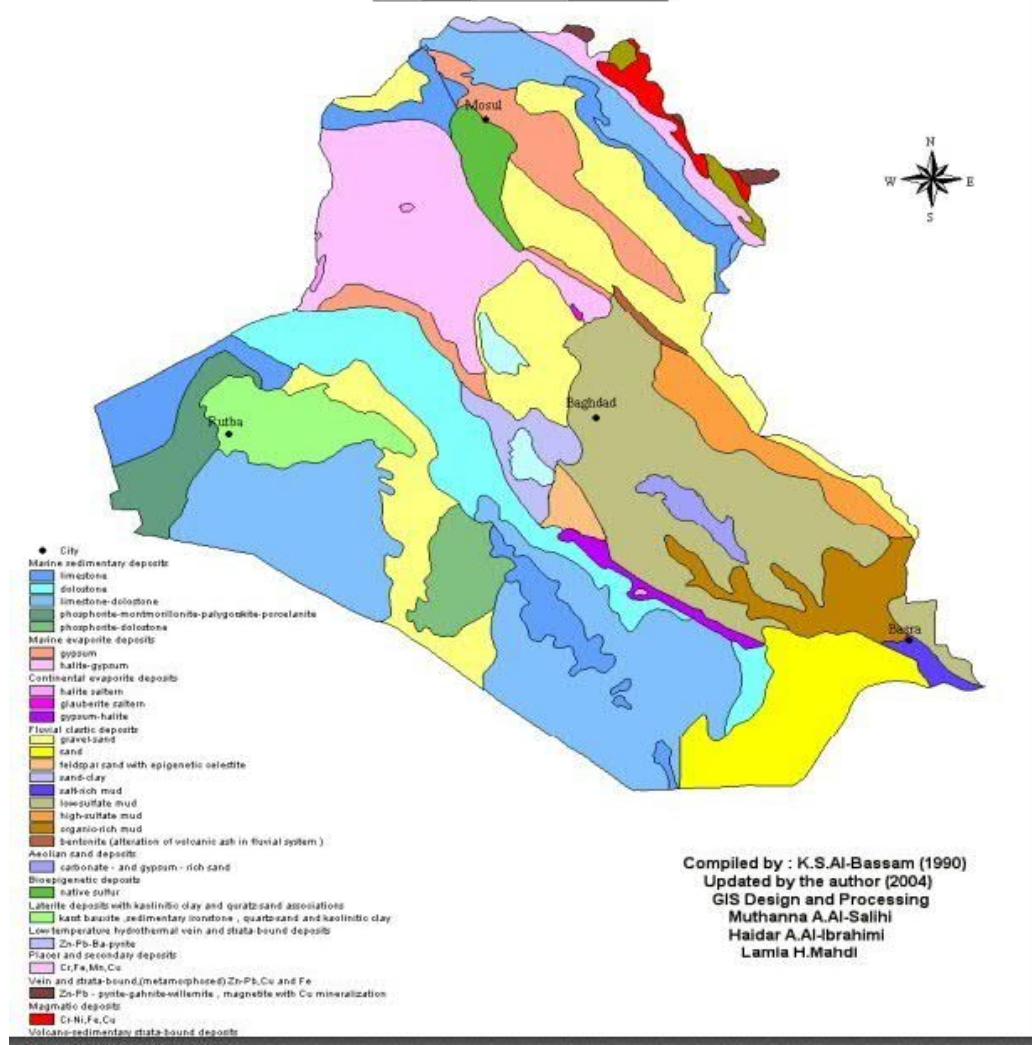 Mosul
N
W E
S
Baghdad
Rutba
City
Marine sedimentary deposits
limestone
dolostone
limestone-dolostone
phosphorite-montmorillonite-palygorskite-porcelanite
phosphorite-dolostone
Marine evaporite deposits
gypsum
halite-gypsum
Continental evaporite deposits
halite saltern
glauberite saltern
gypsum-halite
Fluvial clastic deposits
gravel-sand
sand
feldspar sand with epigenetic celestite
sand-clay
salt-rich mud
low-sulfate mud
high-sulfate mud
organic-rich mud
bentonite (alteration of volcanic ash in fluvial system )
Aeolian sand deposits
carbonate - and gypsum - rich sand
Bioepigenetic deposits
native sulfur
Laterite deposits with kaolinitic clay and quratz-sand associations
karst bauxite ,sedimentary ironstone , quartz-sand and kaolinitic clay
Low temperature hydrothermal vein and strata-bound deposits
Zn-Pb-Ba-pyrite
Placer and secondary deposits
Cr,Fe,Mn,Cu
Vein and strata-bound,(metamorphosed) Zn-Pb,Cu and Fe
Zn-Pb - pyrite-gahnite-willemite , magnetite with Cu mineralization
Magmatic deposits
Cr-Ni,Fe,Cu
Volcano-sedimentary strata-bound deposits
Basra
Compiled by : K.S.Al-Bassam (1990)
Updated by the author (2004)
GIS Design and Processing
Muthanna A.Al-Salihi
Haidar A.Al-Ibrahimi
Lamia H.Mahdi